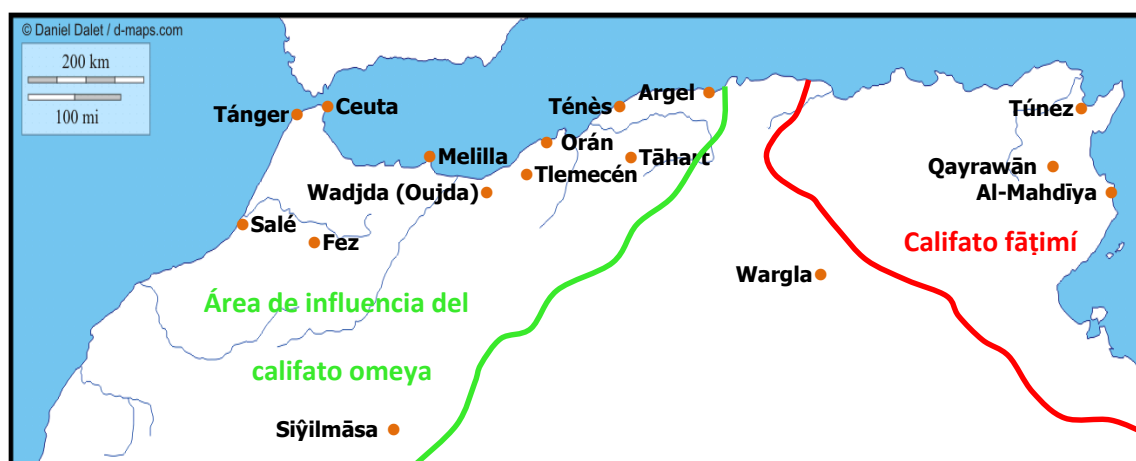 © Daniel Dalet / d-maps.com
200 km
100 mi
Tánger
Ceuta
Melilla
Wadjda (Oujda)
Salé
Fez
Ténès
Argel
Orán
Tāhart
Tlemecén
Túnez
Qayrawān
Al-Mahdīya
Califato fāṭimí
Wargla
Área de influencia del
califato omeya
Siŷilmāsa